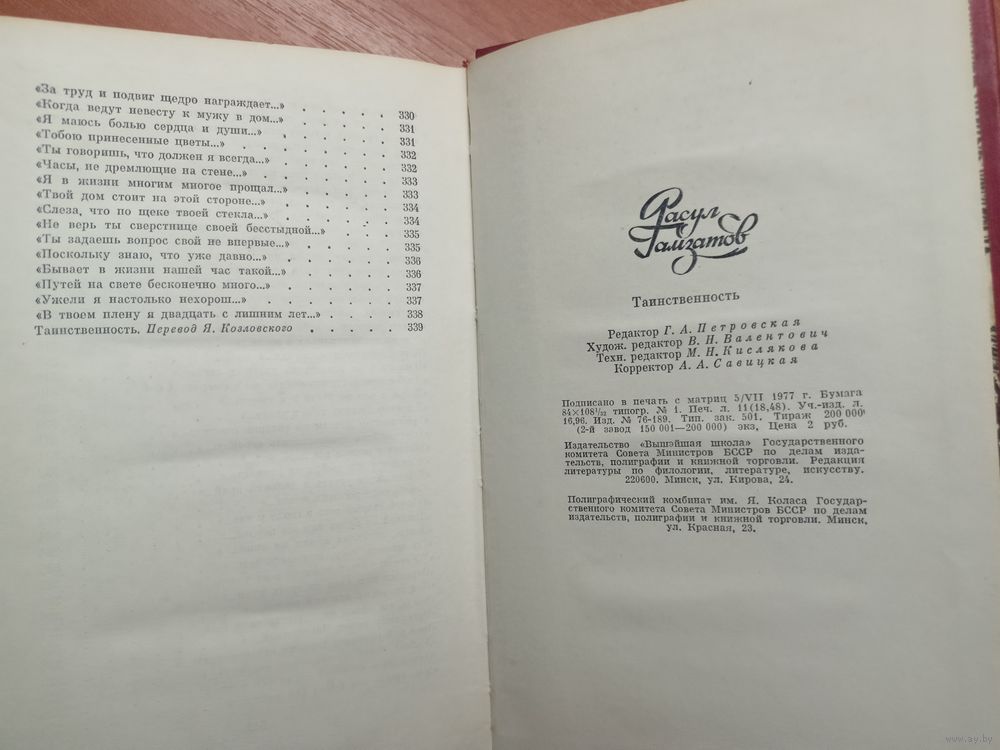 «За труд и подвиг щедро награждает...» . . . . 330
«Когда ведут невесту к мужу в дом...» . . . . . 331
«Я маюсь болью сердца и души...» . . . . . . 331
«Тобою принесенные цветы...» . . . . . . . 332
«Ты говоришь, что должен я всегда...» . . . . . 332
«Часы, не дремлющие на стене...» . . . . . . 333
«Я в жизни многим многое прощал...» . . . . . 333
«Твой дом стоит на этой стороне...» . . . . . 334
«Слеза, что по щеке твоей стекла...» . . . . . 334
«Не верь ты сверстнице своей бесстыдной...» . . . 335
«Ты задаешь вопрос свой не впервые...» . . . . 335
«Поскольку знаю, что уже давно...» . . . . . 336
«Бывает в жизни нашей час такой...» . . . . . 336
«Путей на свете бесконечно много...» . . . . . 337
«Ужели я настолько нехорош...» . . . . . . 337
«В твоем плену я двадцать с лишним лет...» . . . . 338
Таинственность. Перевод Я. Козловского . . . . . 339
Расул
Гамзатов
Таинственность
Редактор Г. А. Петровская
Худож. редактор В. Н. Валентович
Техн. редактор М. Н. Кислякова
Корректор А. А. Савицкая
Подписано в печать с матриц 5/VII 1977 г. Бумага
84×108¹/₃₂ типогр. № 1. Печ. л. 11(18,48). Уч.-изд. л.
16,96. Изд. № 76-189. Тип. зак. 501. Тираж 200 000
(2-й завод 150 001—200 000) экз. Цена 2 руб.
Издательство «Вышэйшая школа» Государственного
комитета Совета Министров БССР по делам изда-
тельств, полиграфии и книжной торговли. Редакция
литературы по филологии, литературе, искусству.
220600. Минск, ул. Кирова, 24.
Полиграфический комбинат им. Я. Коласа Государ-
ственного комитета Совета Министров БССР по делам
издательств, полиграфии и книжной торговли. Минск,
ул. Красная, 23.
www.ay.by